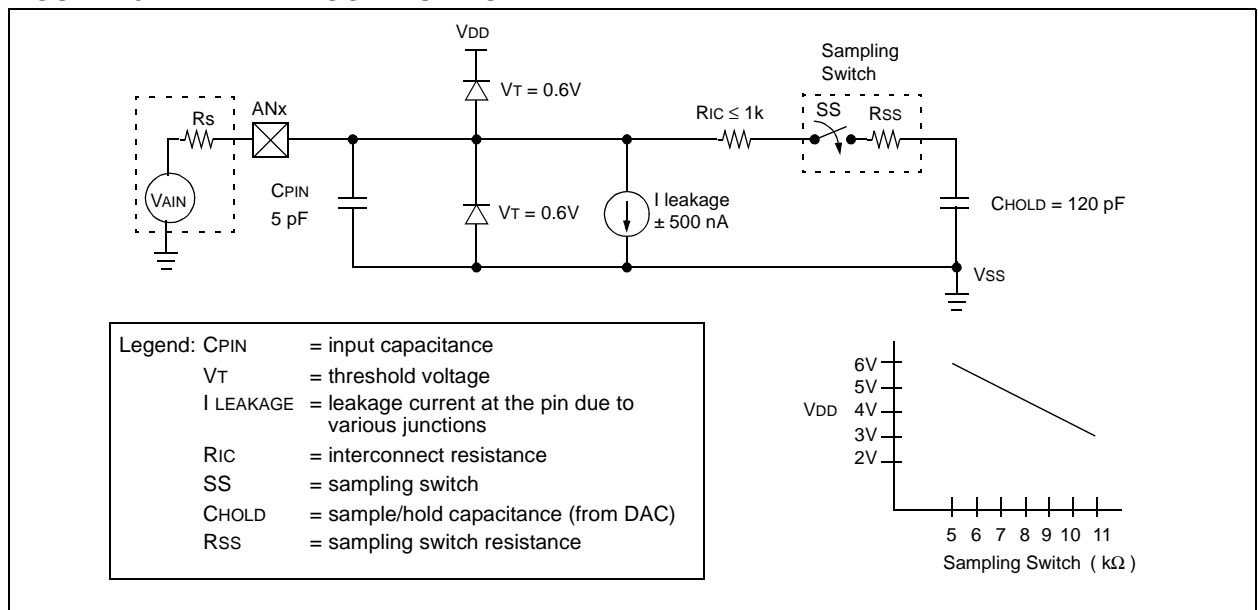 VDD
Sampling
Switch
VT = 0.6V
ANx
RIC ≤ 1k
SS
RSS
Rs
VAIN
CPIN
5 pF
VT = 0.6V
I leakage
± 500 nA
CHOLD = 120 pF
VSS
Legend: CPIN = input capacitance
VT = threshold voltage
I LEAKAGE = leakage current at the pin due to
various junctions
RIC = interconnect resistance
SS = sampling switch
CHOLD = sample/hold capacitance (from DAC)
RSS = sampling switch resistance
6V
5V
VDD 4V
3V
2V
5 6 7 8 9 10 11
Sampling Switch ( kΩ )